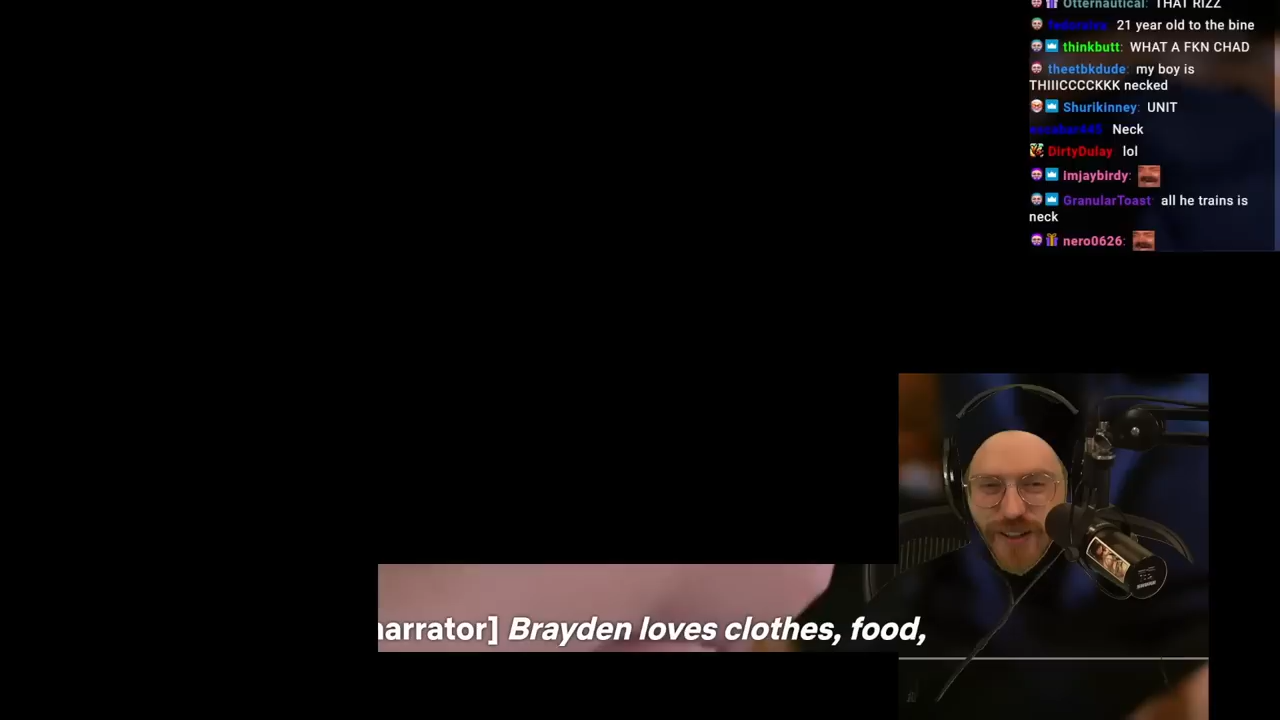 Otternautical: THAT RIZZ
21 year old to the bine
thinkbutt: WHAT A FKN CHAD
theetbkdude: my boy is
THIIICCCCKKK necked
Shurikinney: UNIT
Neck
DirtyDulay lol
imjaybirdy:
GranularToast: all he trains is
neck
nero0626:
narrator] Brayden loves clothes, food,